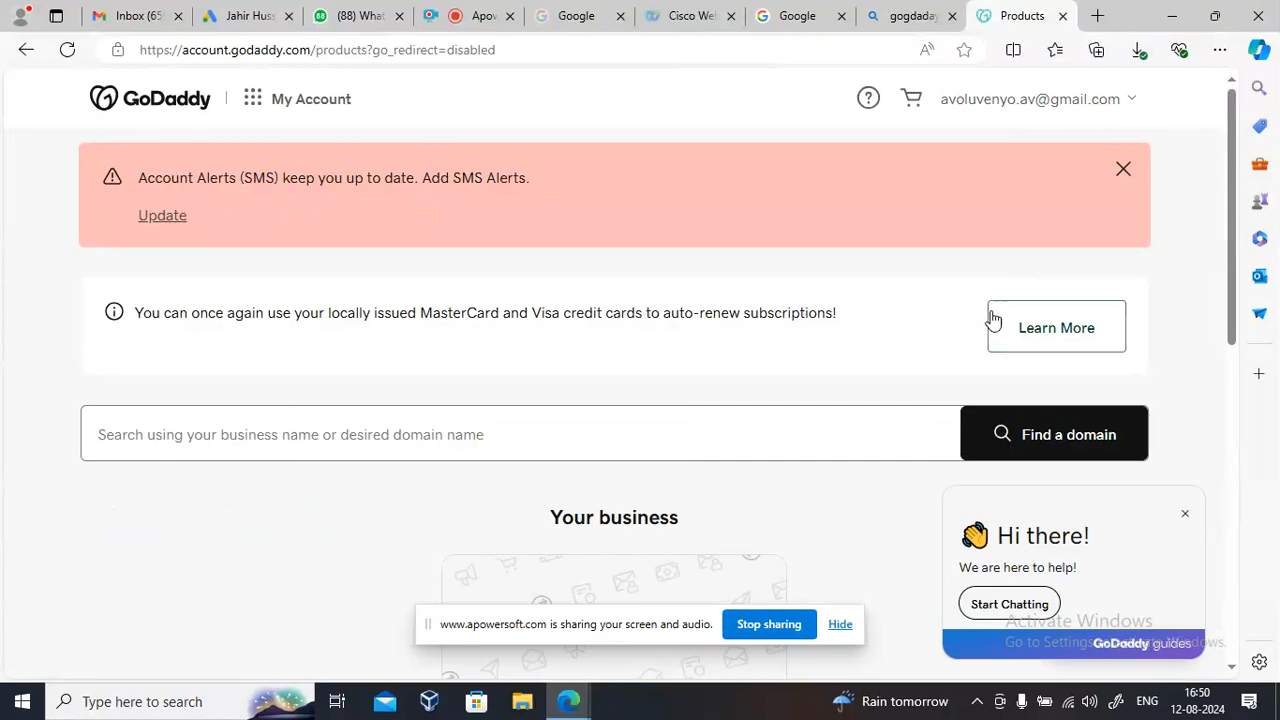 Inbox (65
Jahir Huss
(88) What
Apow
Google
Cisco We
Google
gogdaday
Products
https://account.godaddy.com/products?go_redirect=disabled
GoDaddy
My Account
avoluvenyo.av@gmail.com
Account Alerts (SMS) keep you up to date. Add SMS Alerts.
Update
You can once again use your locally issued MasterCard and Visa credit cards to auto-renew subscriptions!
Learn More
Search using your business name or desired domain name
Find a domain
Your business
Hi there!
We are here to help!
Start Chatting
Activate Windows
GoDaddy guides
www.apowersoft.com is sharing your screen and audio.
Stop sharing
Hide
Type here to search
Rain tomorrow
ENG
16:50
12-08-2024